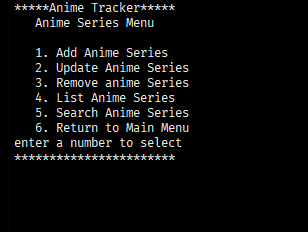 *****Anime Tracker*****
Anime Series Menu
1. Add Anime Series
2. Update Anime Series
3. Remove anime Series
4. List Anime Series
5. Search Anime Series
6. Return to Main Menu
enter a number to select
***********************